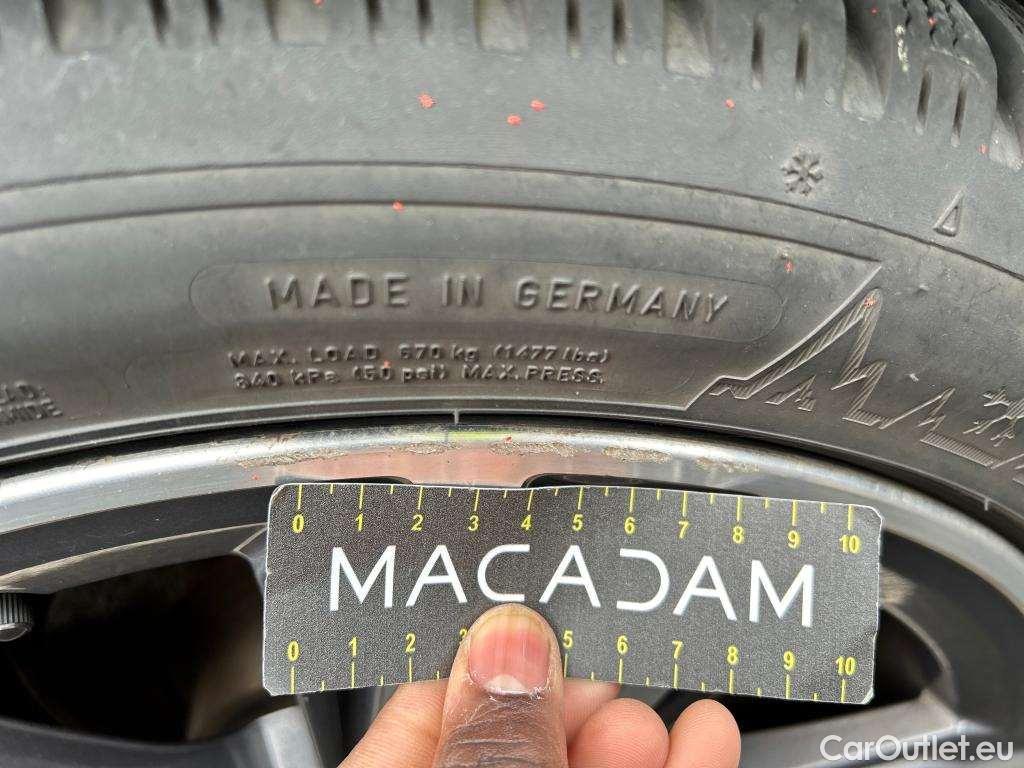 MADE IN GERMANY
MAX. LOAD 670 kg (1477 lbs)
340 kPa (50 psi) MAX. PRESS.
0 1 2 3 4 5 6 7 8 9 10
MACADAM
0 1 2 3 5 6 7 8 9 10
CarOutlet.eu